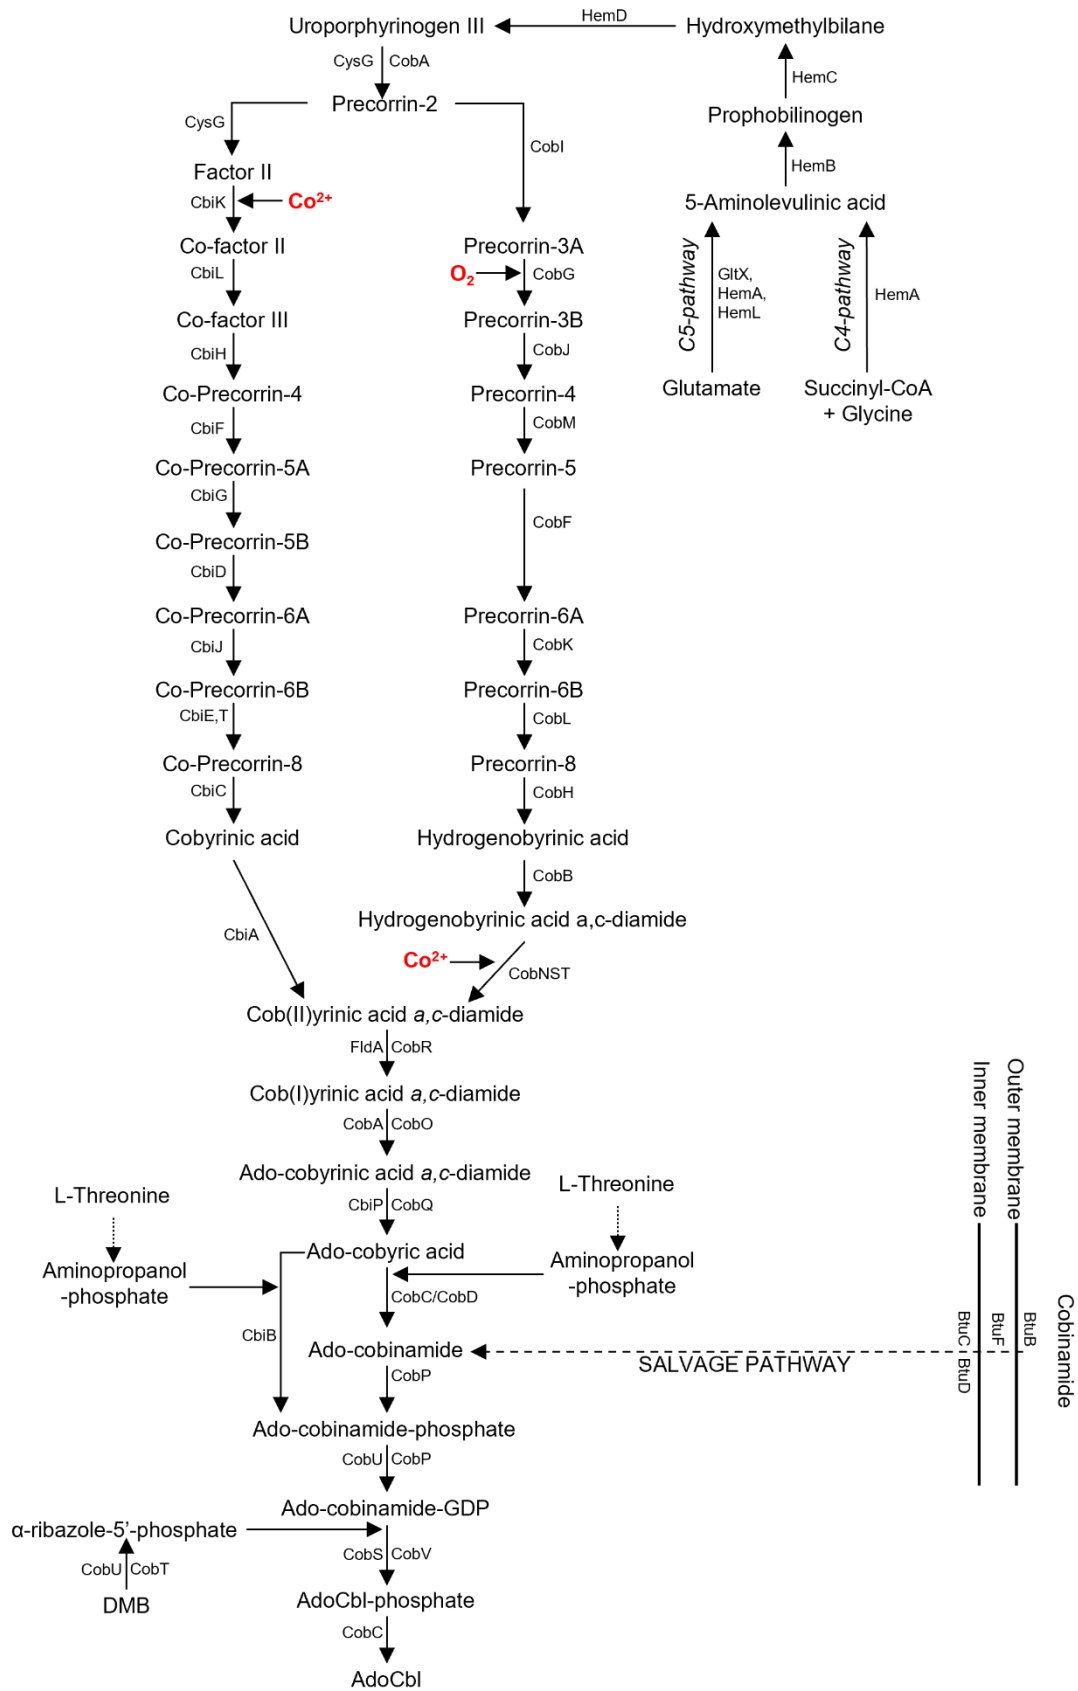 Uroporphyrinogen III
HemD
Hydroxymethylbilane
CysG
CobA
HemC
Precorrin-2
Prophobilinogen
CysG
CobI
HemB
Factor II
5-Aminolevulinic acid
CbiK
Co²⁺
Co-factor II
Precorrin-3A
C5-pathway
GltX,
HemA,
HemL
C4-pathway
HemA
CbiL
O₂
CobG
Co-factor III
Precorrin-3B
CbiH
CobJ
Co-Precorrin-4
Precorrin-4
Glutamate
Succinyl-CoA
+ Glycine
CbiF
CobM
Co-Precorrin-5A
Precorrin-5
CbiG
CobF
Co-Precorrin-5B
CbiD
Co-Precorrin-6A
Precorrin-6A
CbiJ
CobK
Co-Precorrin-6B
Precorrin-6B
CbiE,T
CobL
Co-Precorrin-8
Precorrin-8
CbiC
CobH
Cobyrinic acid
Hydrogenobyrinic acid
CobB
Hydrogenobyrinic acid a,c-diamide
CbiA
Co²⁺
CobNST
Cob(II)yrinic acid a,c-diamide
FldA
CobR
Cob(I)yrinic acid a,c-diamide
CobA
CobO
Ado-cobyrinic acid a,c-diamide
L-Threonine
CbiP
CobQ
L-Threonine
Inner membrane
Outer membrane
Ado-cobyric acid
Aminopropanol
-phosphate
Aminopropanol
-phosphate
CobC/CobD
CbiB
Ado-cobinamide
CobP
SALVAGE PATHWAY
BtuC
BtuD
BtuF
BtuB
Cobinamide
Ado-cobinamide-phosphate
CobU
CobP
Ado-cobinamide-GDP
α-ribazole-5'-phosphate
CobU
CobT
DMB
CobS
CobV
AdoCbl-phosphate
CobC
AdoCbl